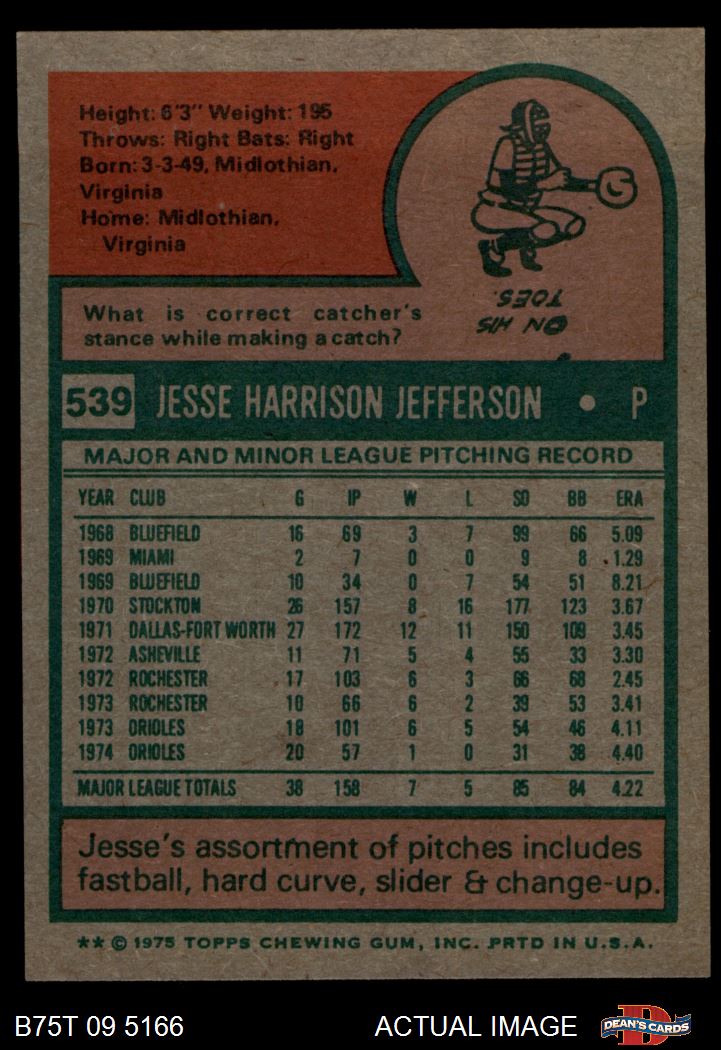 Height: 6'3" Weight: 195
Throws: Right Bats: Right
Born: 3-3-49, Midlothian,
Virginia
Home: Midlothian,
Virginia
What is correct catcher's
stance while making a catch?
ON HIS
TOES.
539 JESSE HARRISON JEFFERSON • P
MAJOR AND MINOR LEAGUE PITCHING RECORD
YEAR CLUB G IP W L SO BB ERA
1968 BLUEFIELD 16 69 3 7 99 66 5.09
1969 MIAMI 2 7 0 0 9 8 1.29
1969 BLUEFIELD 10 34 0 7 54 51 8.21
1970 STOCKTON 26 157 8 16 177 123 3.67
1971 DALLAS-FORT WORTH 27 172 12 11 150 109 3.45
1972 ASHEVILLE 11 71 5 4 55 33 3.30
1972 ROCHESTER 17 103 6 3 66 68 2.45
1973 ROCHESTER 10 66 6 2 39 53 3.41
1973 ORIOLES 18 101 6 5 54 46 4.11
1974 ORIOLES 20 57 1 0 31 38 4.40
MAJOR LEAGUE TOTALS 38 158 7 5 85 84 4.22
Jesse's assortment of pitches includes
fastball, hard curve, slider & change-up.
** © 1975 TOPPS CHEWING GUM, INC. PRTD IN U.S.A.
B75T 09 5166 ACTUAL IMAGE DEAN'S CARDS